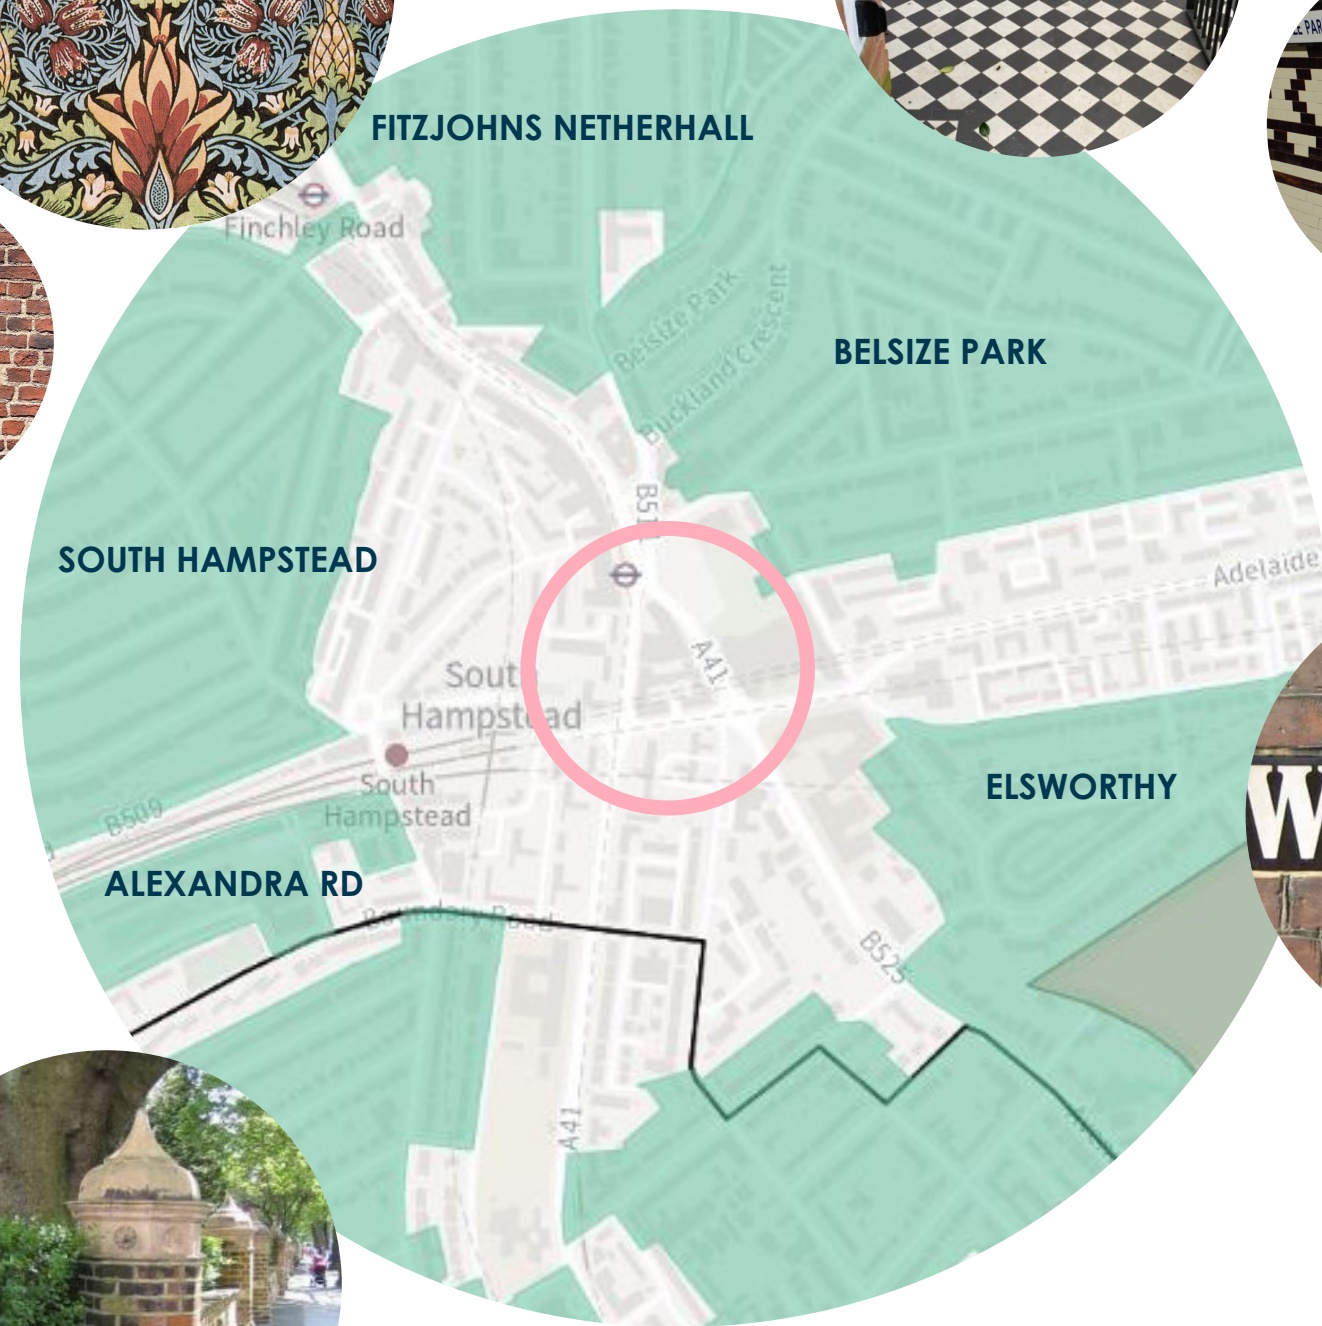 FITZJOHNS NETHERHALL
Finchley Road
Belsize Park
Buckland Crescent
BELSIZE PARK
SOUTH HAMPSTEAD
Adelaide
A41
South
Hampstead
South
Hampstead
ELSWORTHY
B509
ALEXANDRA RD
Boundary Road
B525
A41
W